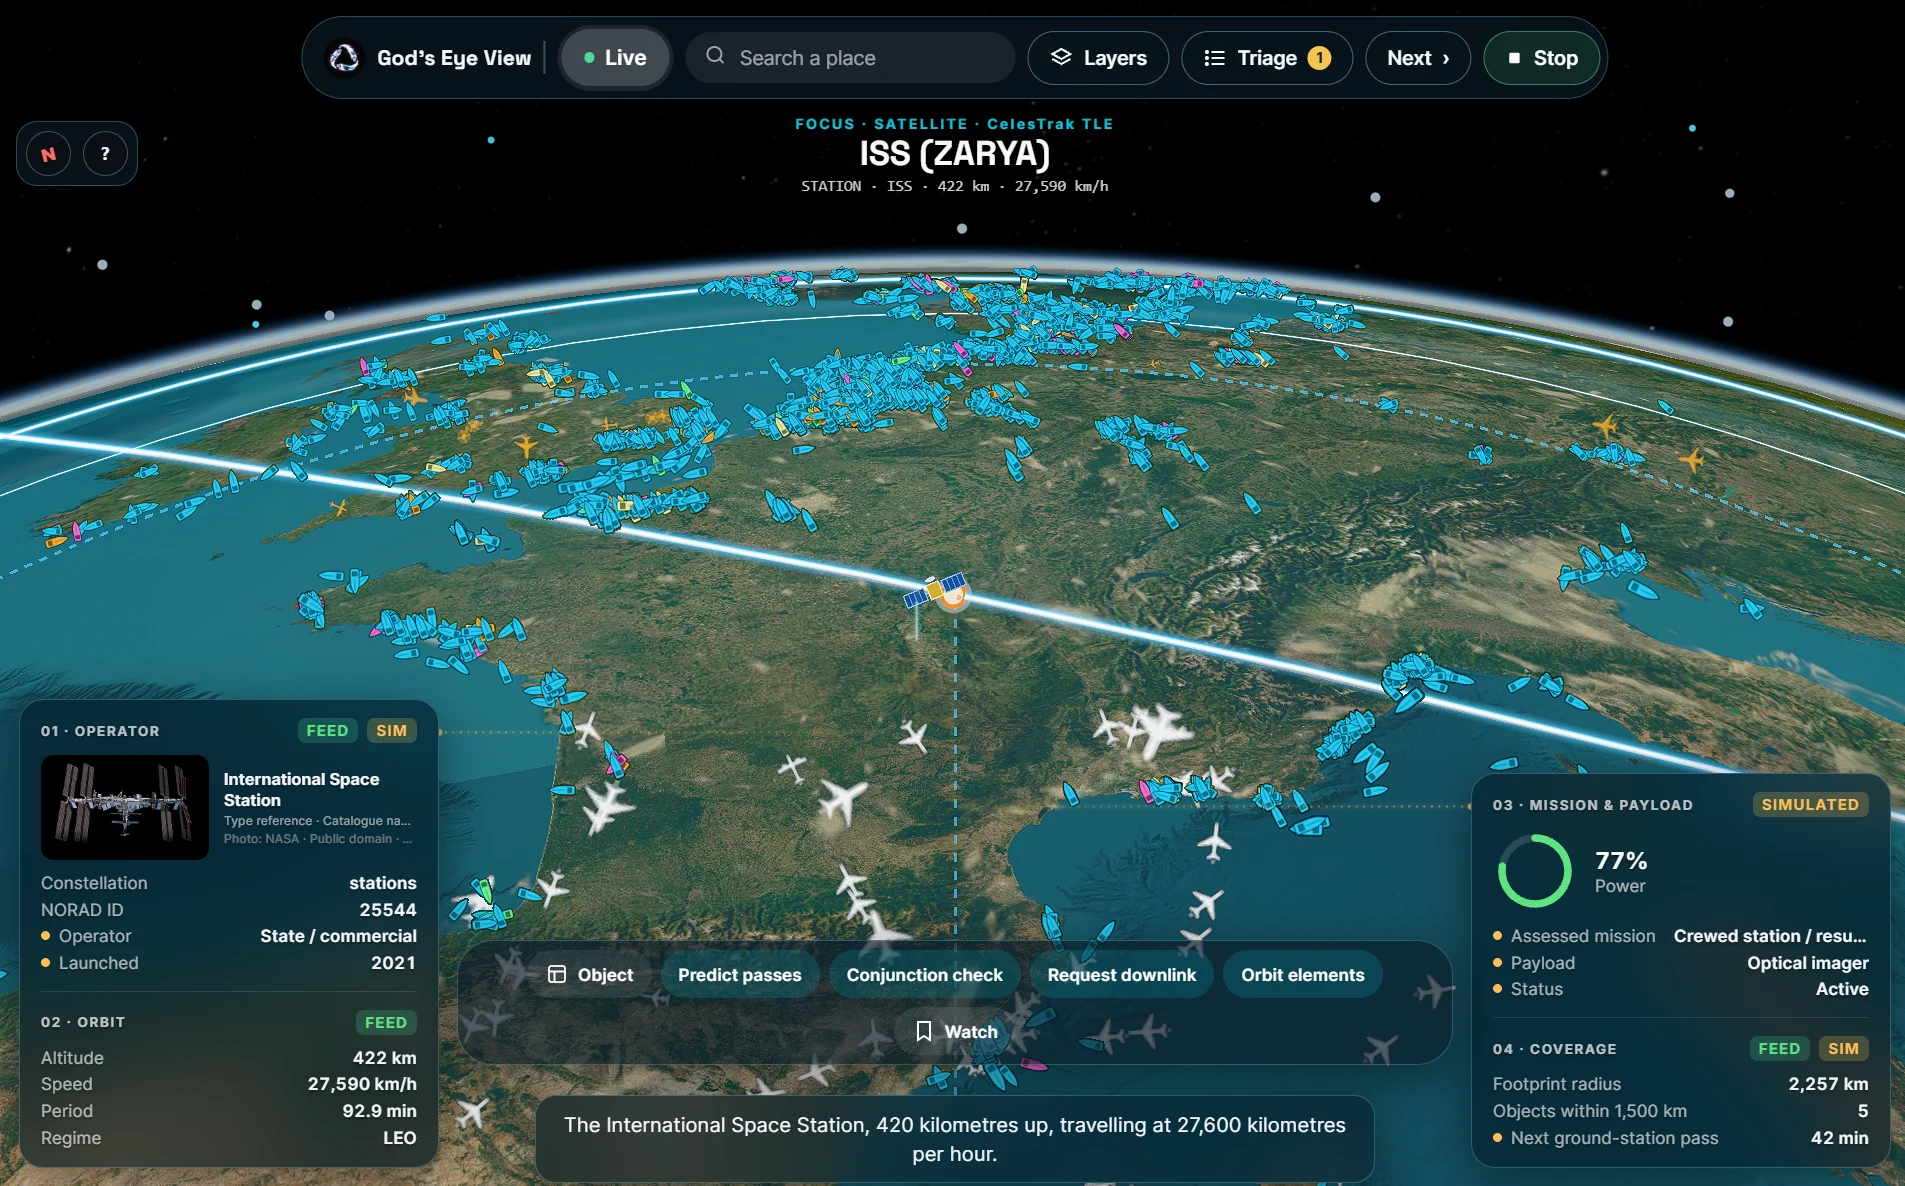 God's Eye View
Live
Search a place
Layers
Triage 1
Next ›
Stop
N
?
FOCUS · SATELLITE · CelesTrak TLE
ISS (ZARYA)
STATION · ISS · 422 km · 27,590 km/h
01 · OPERATOR FEED SIM
International Space
Station
Type reference · Catalogue na...
Photo: NASA · Public domain · ...
Constellation stations
NORAD ID 25544
Operator State / commercial
Launched 2021
02 · ORBIT FEED
Altitude 422 km
Speed 27,590 km/h
Period 92.9 min
Regime LEO
Object
Predict passes
Conjunction check
Request downlink
Orbit elements
Watch
The International Space Station, 420 kilometres up, travelling at 27,600 kilometres
per hour.
03 · MISSION & PAYLOAD SIMULATED
77%
Power
Assessed mission Crewed station / resu...
Payload Optical imager
Status Active
04 · COVERAGE FEED SIM
Footprint radius 2,257 km
Objects within 1,500 km 5
Next ground-station pass 42 min